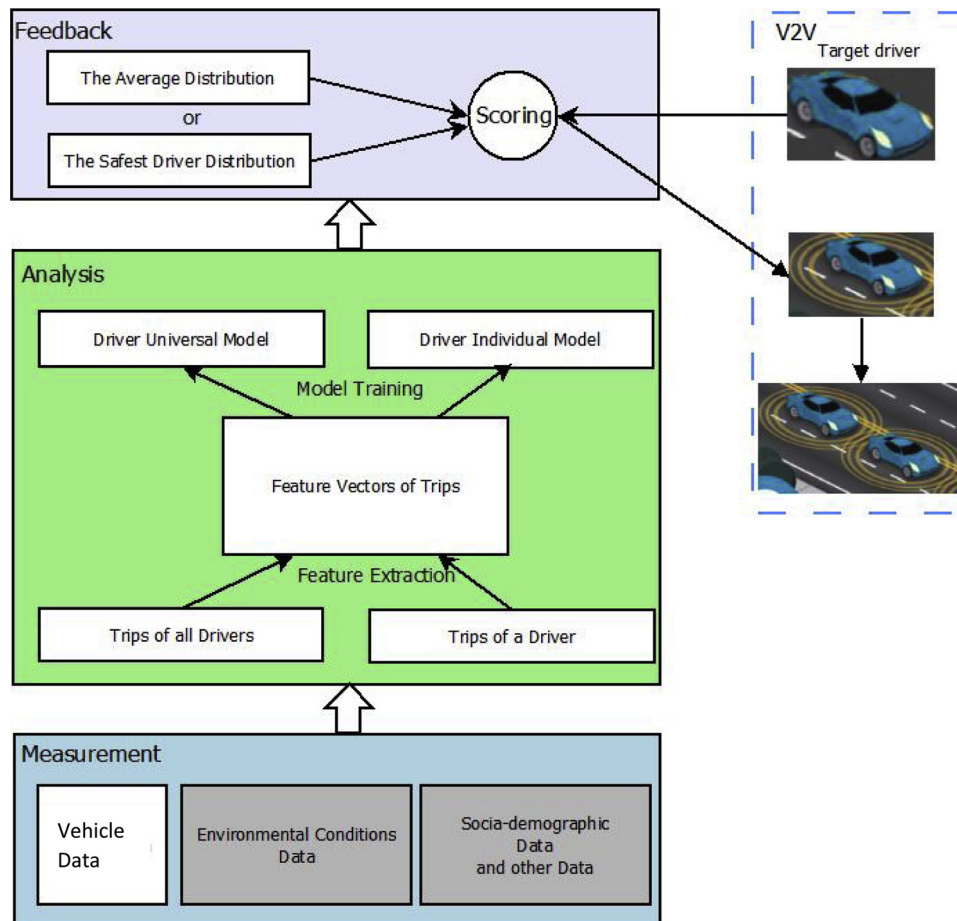 Feedback
The Average Distribution
or
The Safest Driver Distribution
Scoring
V2V
Target driver
Analysis
Driver Universal Model
Driver Individual Model
Model Training
Feature Vectors of Trips
Feature Extraction
Trips of all Drivers
Trips of a Driver
Measurement
Vehicle
Data
Environmental Conditions
Data
Socia-demographic
Data
and other Data